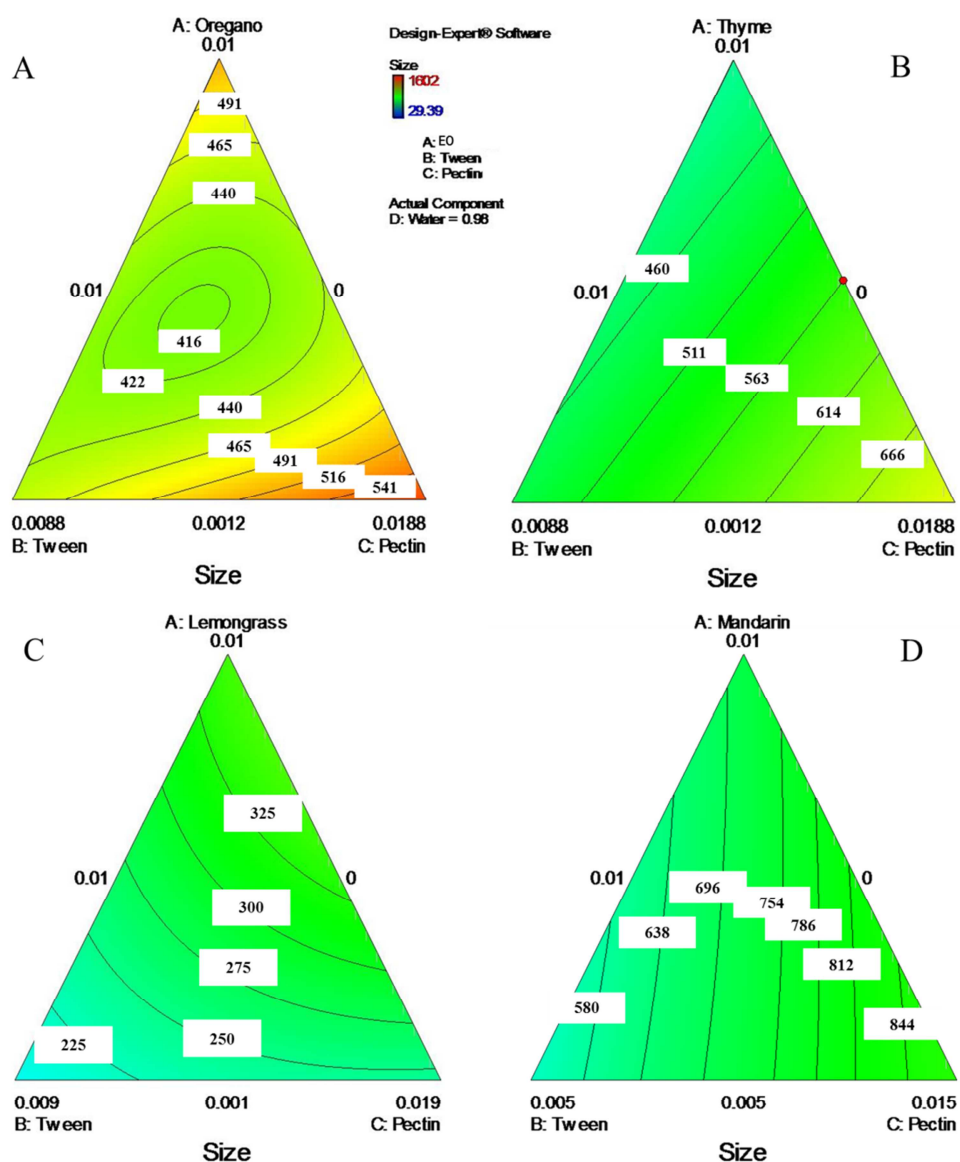 A
A: Oregano
0.01
491
465
440
0.01
0
416
422
440
465
491
516
541
0.0088
0.0012
0.0188
B: Tween
C: Pectin
Size
Design-Expert® Software
Size
1602
29.39
A: EO
B: Tween
C: Pectin
Actual Component
D: Water = 0.98
B
A: Thyme
0.01
460
0.01
0
511
563
614
666
0.0088
0.0012
0.0188
B: Tween
C: Pectin
Size
C
A: Lemongrass
0.01
325
0.01
0
300
275
250
225
0.009
0.001
0.019
B: Tween
C: Pectin
Size
D
A: Mandarin
0.01
0.01
0
696
754
786
638
812
580
844
0.005
0.005
0.015
B: Tween
C: Pectin
Size